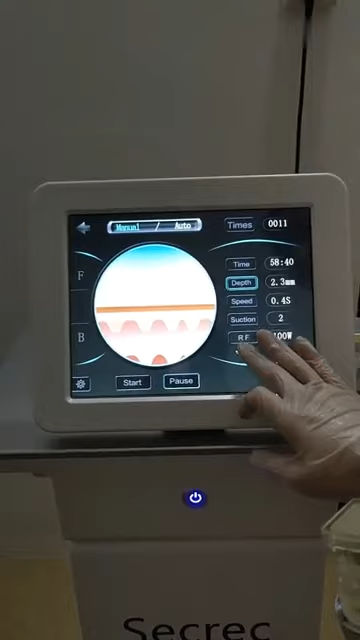 Manual / Auto
Times 0011
F
Time 58:40
Depth 2.3mm
Speed 0.4S
B
Suction 2
RF 100W
Start Pause
Secrec